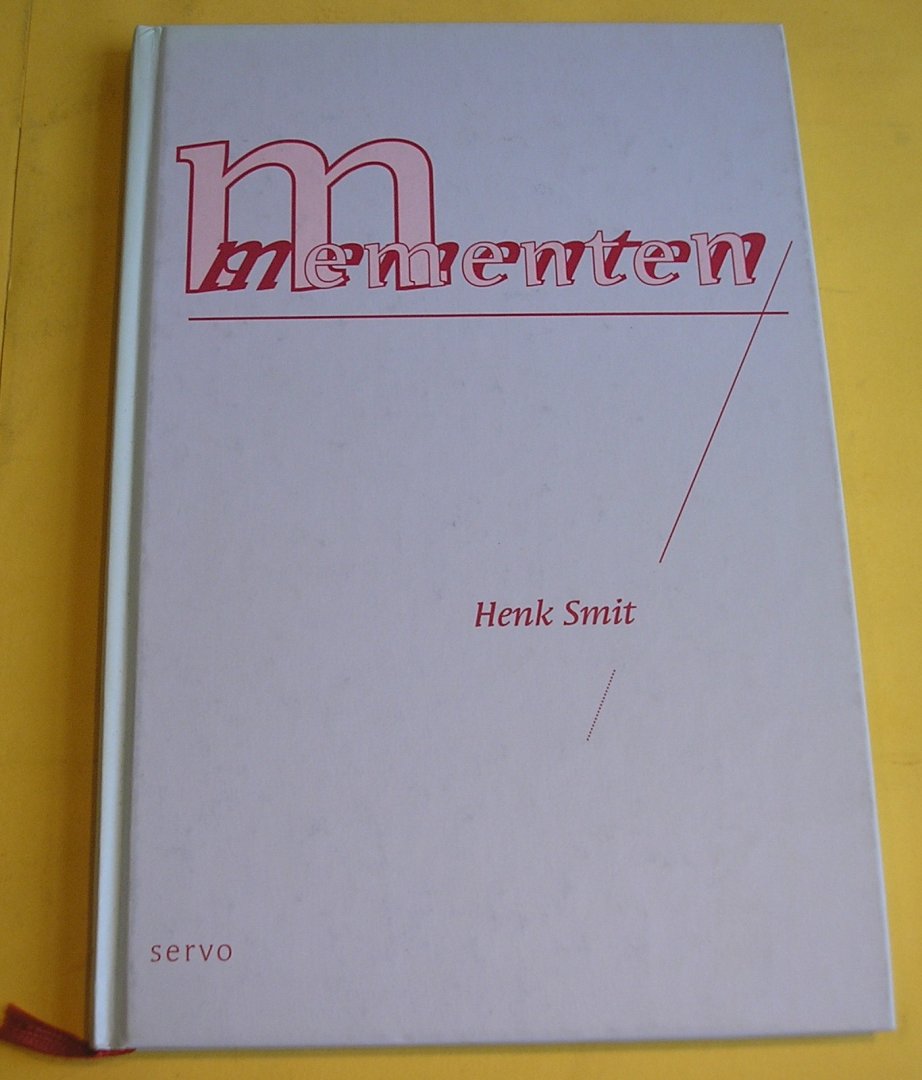 mementen
Henk Smit
servo